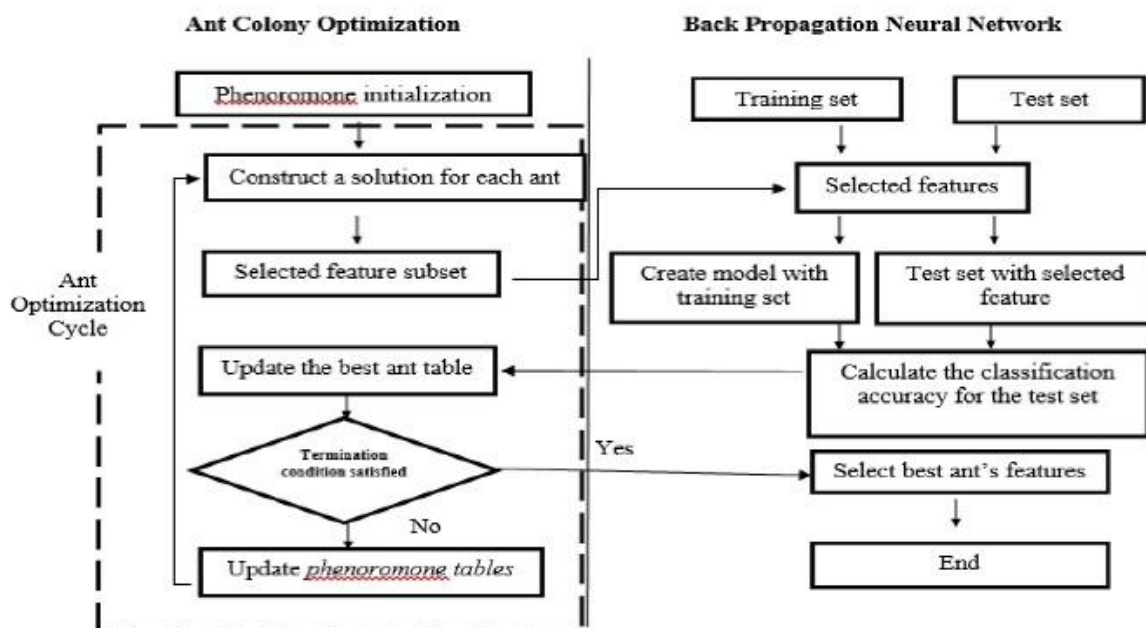 Ant Colony Optimization
Back Propagation Neural Network
Phenoromone initialization
Construct a solution for each ant
Selected feature subset
Ant
Optimization
Cycle
Update the best ant table
Termination
condition satisfied
Yes
No
Update phenoromone tables
Training set
Test set
Selected features
Create model with
training set
Test set with selected
feature
Calculate the classification
accuracy for the test set
Select best ant's features
End